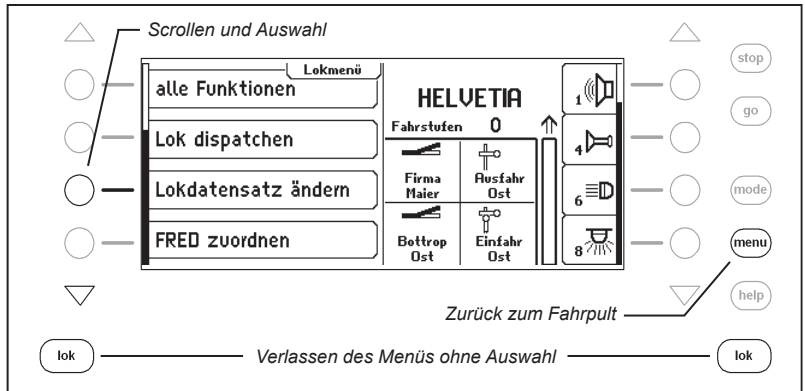 Scrollen und Auswahl
Lokmenü
alle Funktionen
Lok dispatchen
Lokdatensatz ändern
FRED zuordnen
HELVETIA
Fahrstufen 0
Firma
Maier
Ausfahr
Ost
Bottrop
Ost
Einfahr
Ost
1
4
6
8
stop
go
mode
menu
help
Zurück zum Fahrpult
lok
Verlassen des Menüs ohne Auswahl
lok